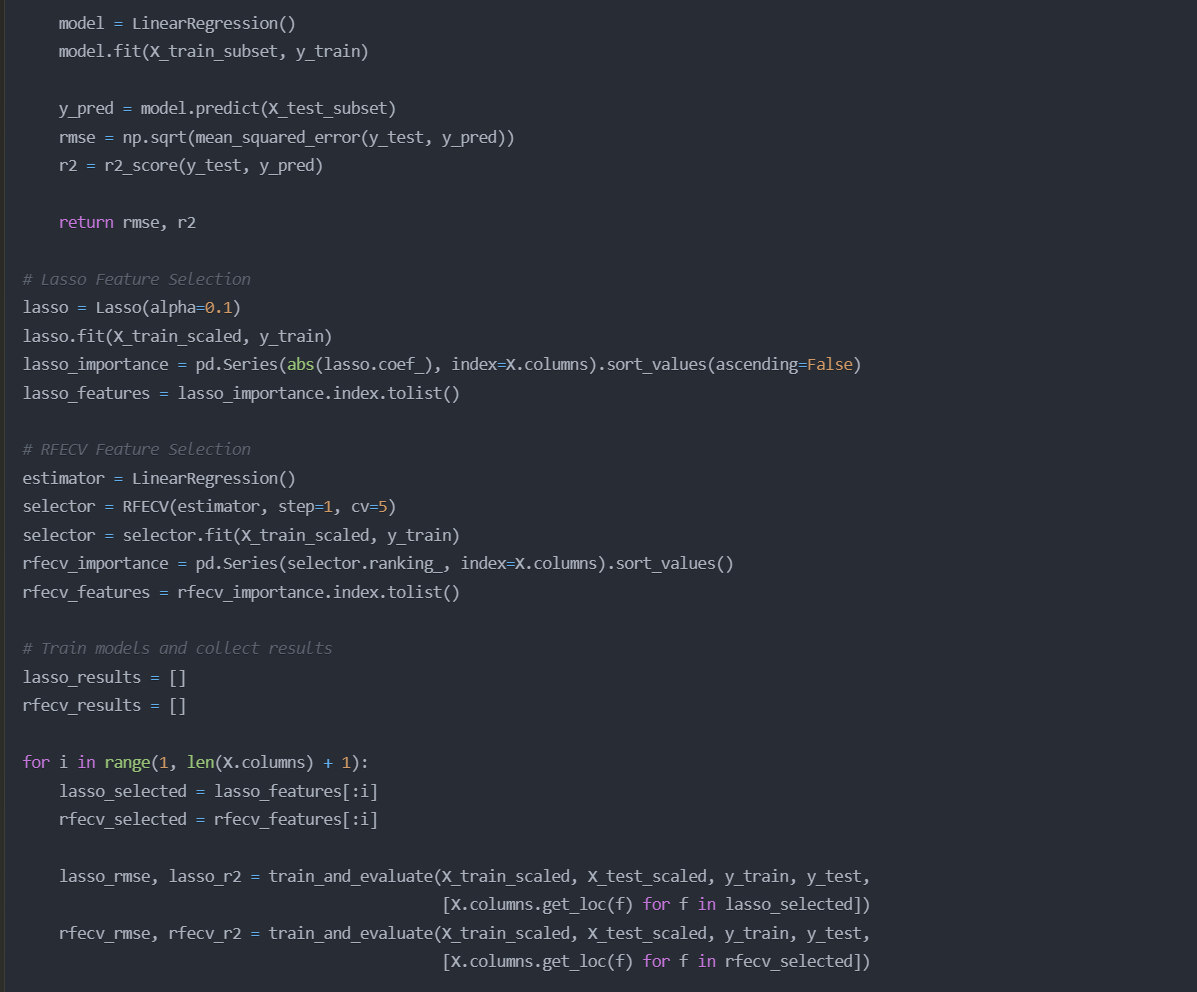 model = LinearRegression()
model.fit(X_train_subset, y_train)
y_pred = model.predict(X_test_subset)
rmse = np.sqrt(mean_squared_error(y_test, y_pred))
r2 = r2_score(y_test, y_pred)
return rmse, r2
# Lasso Feature Selection
lasso = Lasso(alpha=0.1)
lasso.fit(X_train_scaled, y_train)
lasso_importance = pd.Series(abs(lasso.coef_), index=X.columns).sort_values(ascending=False)
lasso_features = lasso_importance.index.tolist()
# RFECV Feature Selection
estimator = LinearRegression()
selector = RFECV(estimator, step=1, cv=5)
selector = selector.fit(X_train_scaled, y_train)
rfecv_importance = pd.Series(selector.ranking_, index=X.columns).sort_values()
rfecv_features = rfecv_importance.index.tolist()
# Train models and collect results
lasso_results = []
rfecv_results = []
for i in range(1, len(X.columns) + 1):
lasso_selected = lasso_features[:i]
rfecv_selected = rfecv_features[:i]
lasso_rmse, lasso_r2 = train_and_evaluate(X_train_scaled, X_test_scaled, y_train, y_test,
[X.columns.get_loc(f) for f in lasso_selected])
rfecv_rmse, rfecv_r2 = train_and_evaluate(X_train_scaled, X_test_scaled, y_train, y_test,
[X.columns.get_loc(f) for f in rfecv_selected])